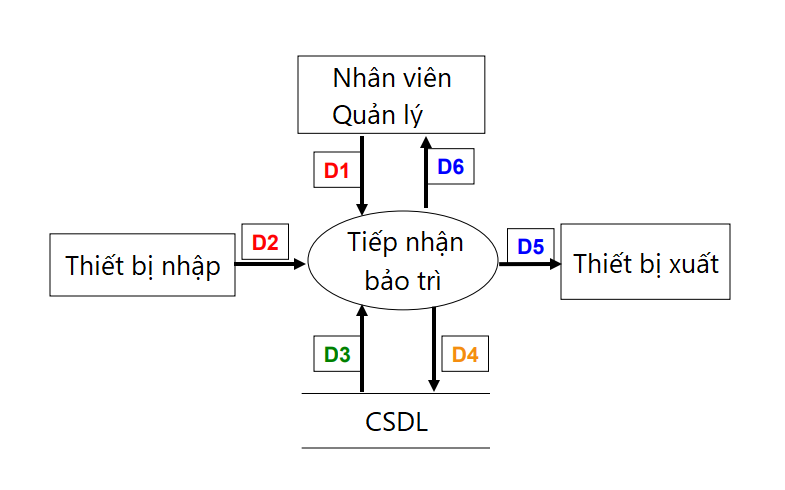 Nhân viên
Quản lý
D1
D6
D2
Thiết bị nhập
Tiếp nhận
bảo trì
D5
Thiết bị xuất
D3
D4
CSDL